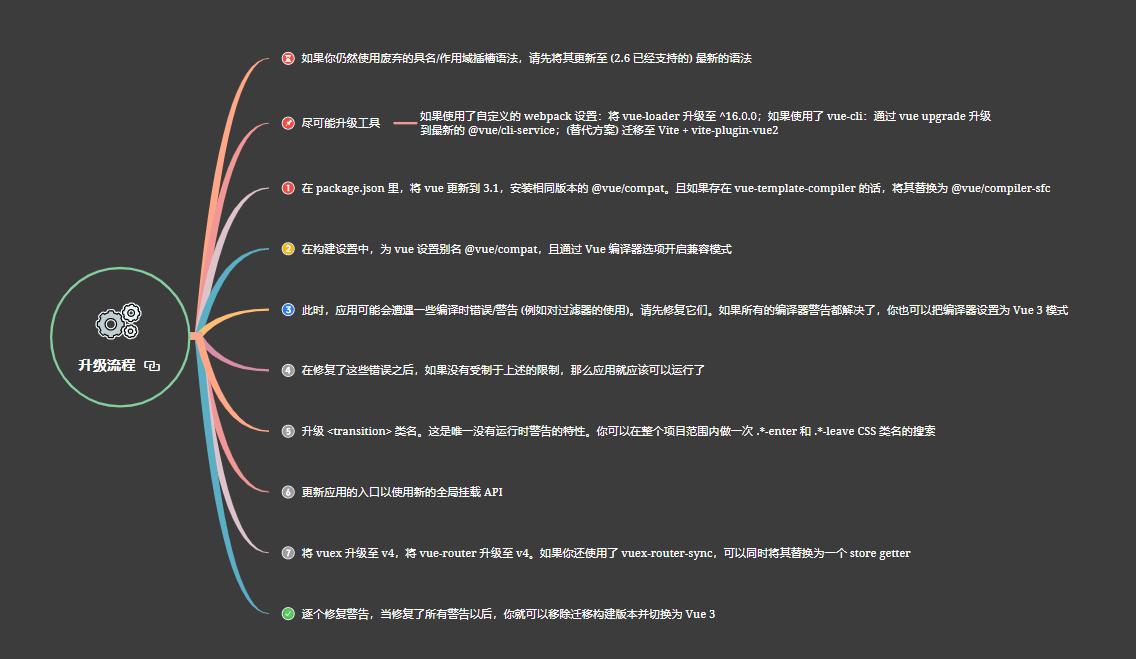 如果你仍然使用废弃的具名/作用域插槽语法，请先将其更新至 (2.6 已经支持的) 最新的语法
尽可能升级工具
如果使用了自定义的 webpack 设置：将 vue-loader 升级至 ^16.0.0；如果使用了 vue-cli：通过 vue upgrade 升级
到最新的 @vue/cli-service；(替代方案) 迁移至 Vite + vite-plugin-vue2
1 在 package.json 里，将 vue 更新到 3.1，安装相同版本的 @vue/compat。且如果存在 vue-template-compiler 的话，将其替换为 @vue/compiler-sfc
2 在构建设置中，为 vue 设置别名 @vue/compat，且通过 Vue 编译器选项开启兼容模式
3 此时，应用可能会遭遇一些编译时错误/警告 (例如对过滤器的使用)。请先修复它们。如果所有的编译器警告都解决了，你也可以把编译器设置为 Vue 3 模式
升级流程
4 在修复了这些错误之后，如果没有受制于上述的限制，那么应用就应该可以运行了
5 升级 <transition> 类名。这是唯一没有运行时警告的特性。你可以在整个项目范围内做一次 .*-enter 和 .*-leave CSS 类名的搜索
6 更新应用的入口以使用新的全局挂载 API
7 将 vuex 升级至 v4，将 vue-router 升级至 v4。如果你还使用了 vuex-router-sync，可以同时将其替换为一个 store getter
逐个修复警告，当修复了所有警告以后，你就可以移除迁移构建版本并切换为 Vue 3